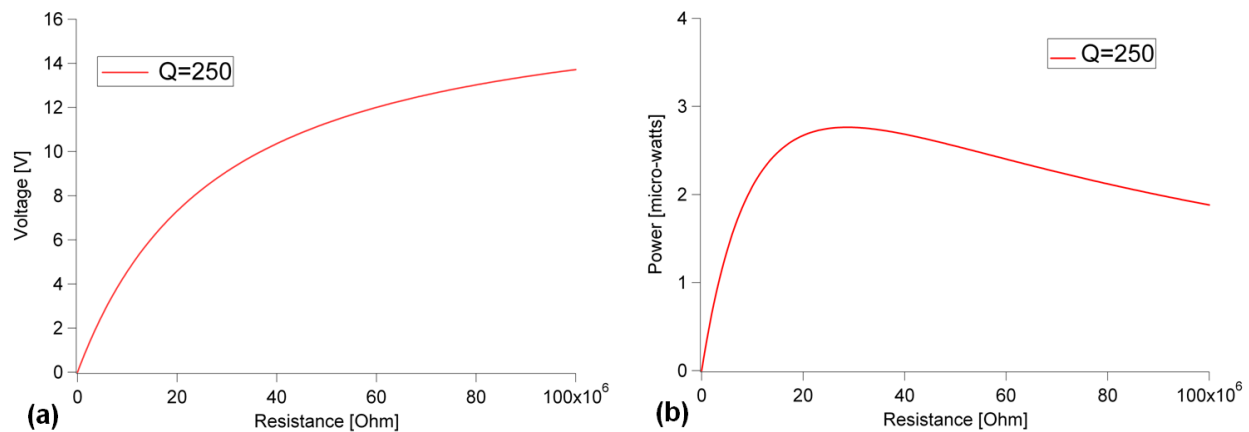 16
14
12
10
8
6
4
2
0
Voltage [V]
Q=250
0 20 40 60 80 100x10⁶
Resistance [Ohm]
(a)
4
3
2
1
0
Power [micro-watts]
Q=250
0 20 40 60 80 100x10⁶
Resistance [Ohm]
(b)